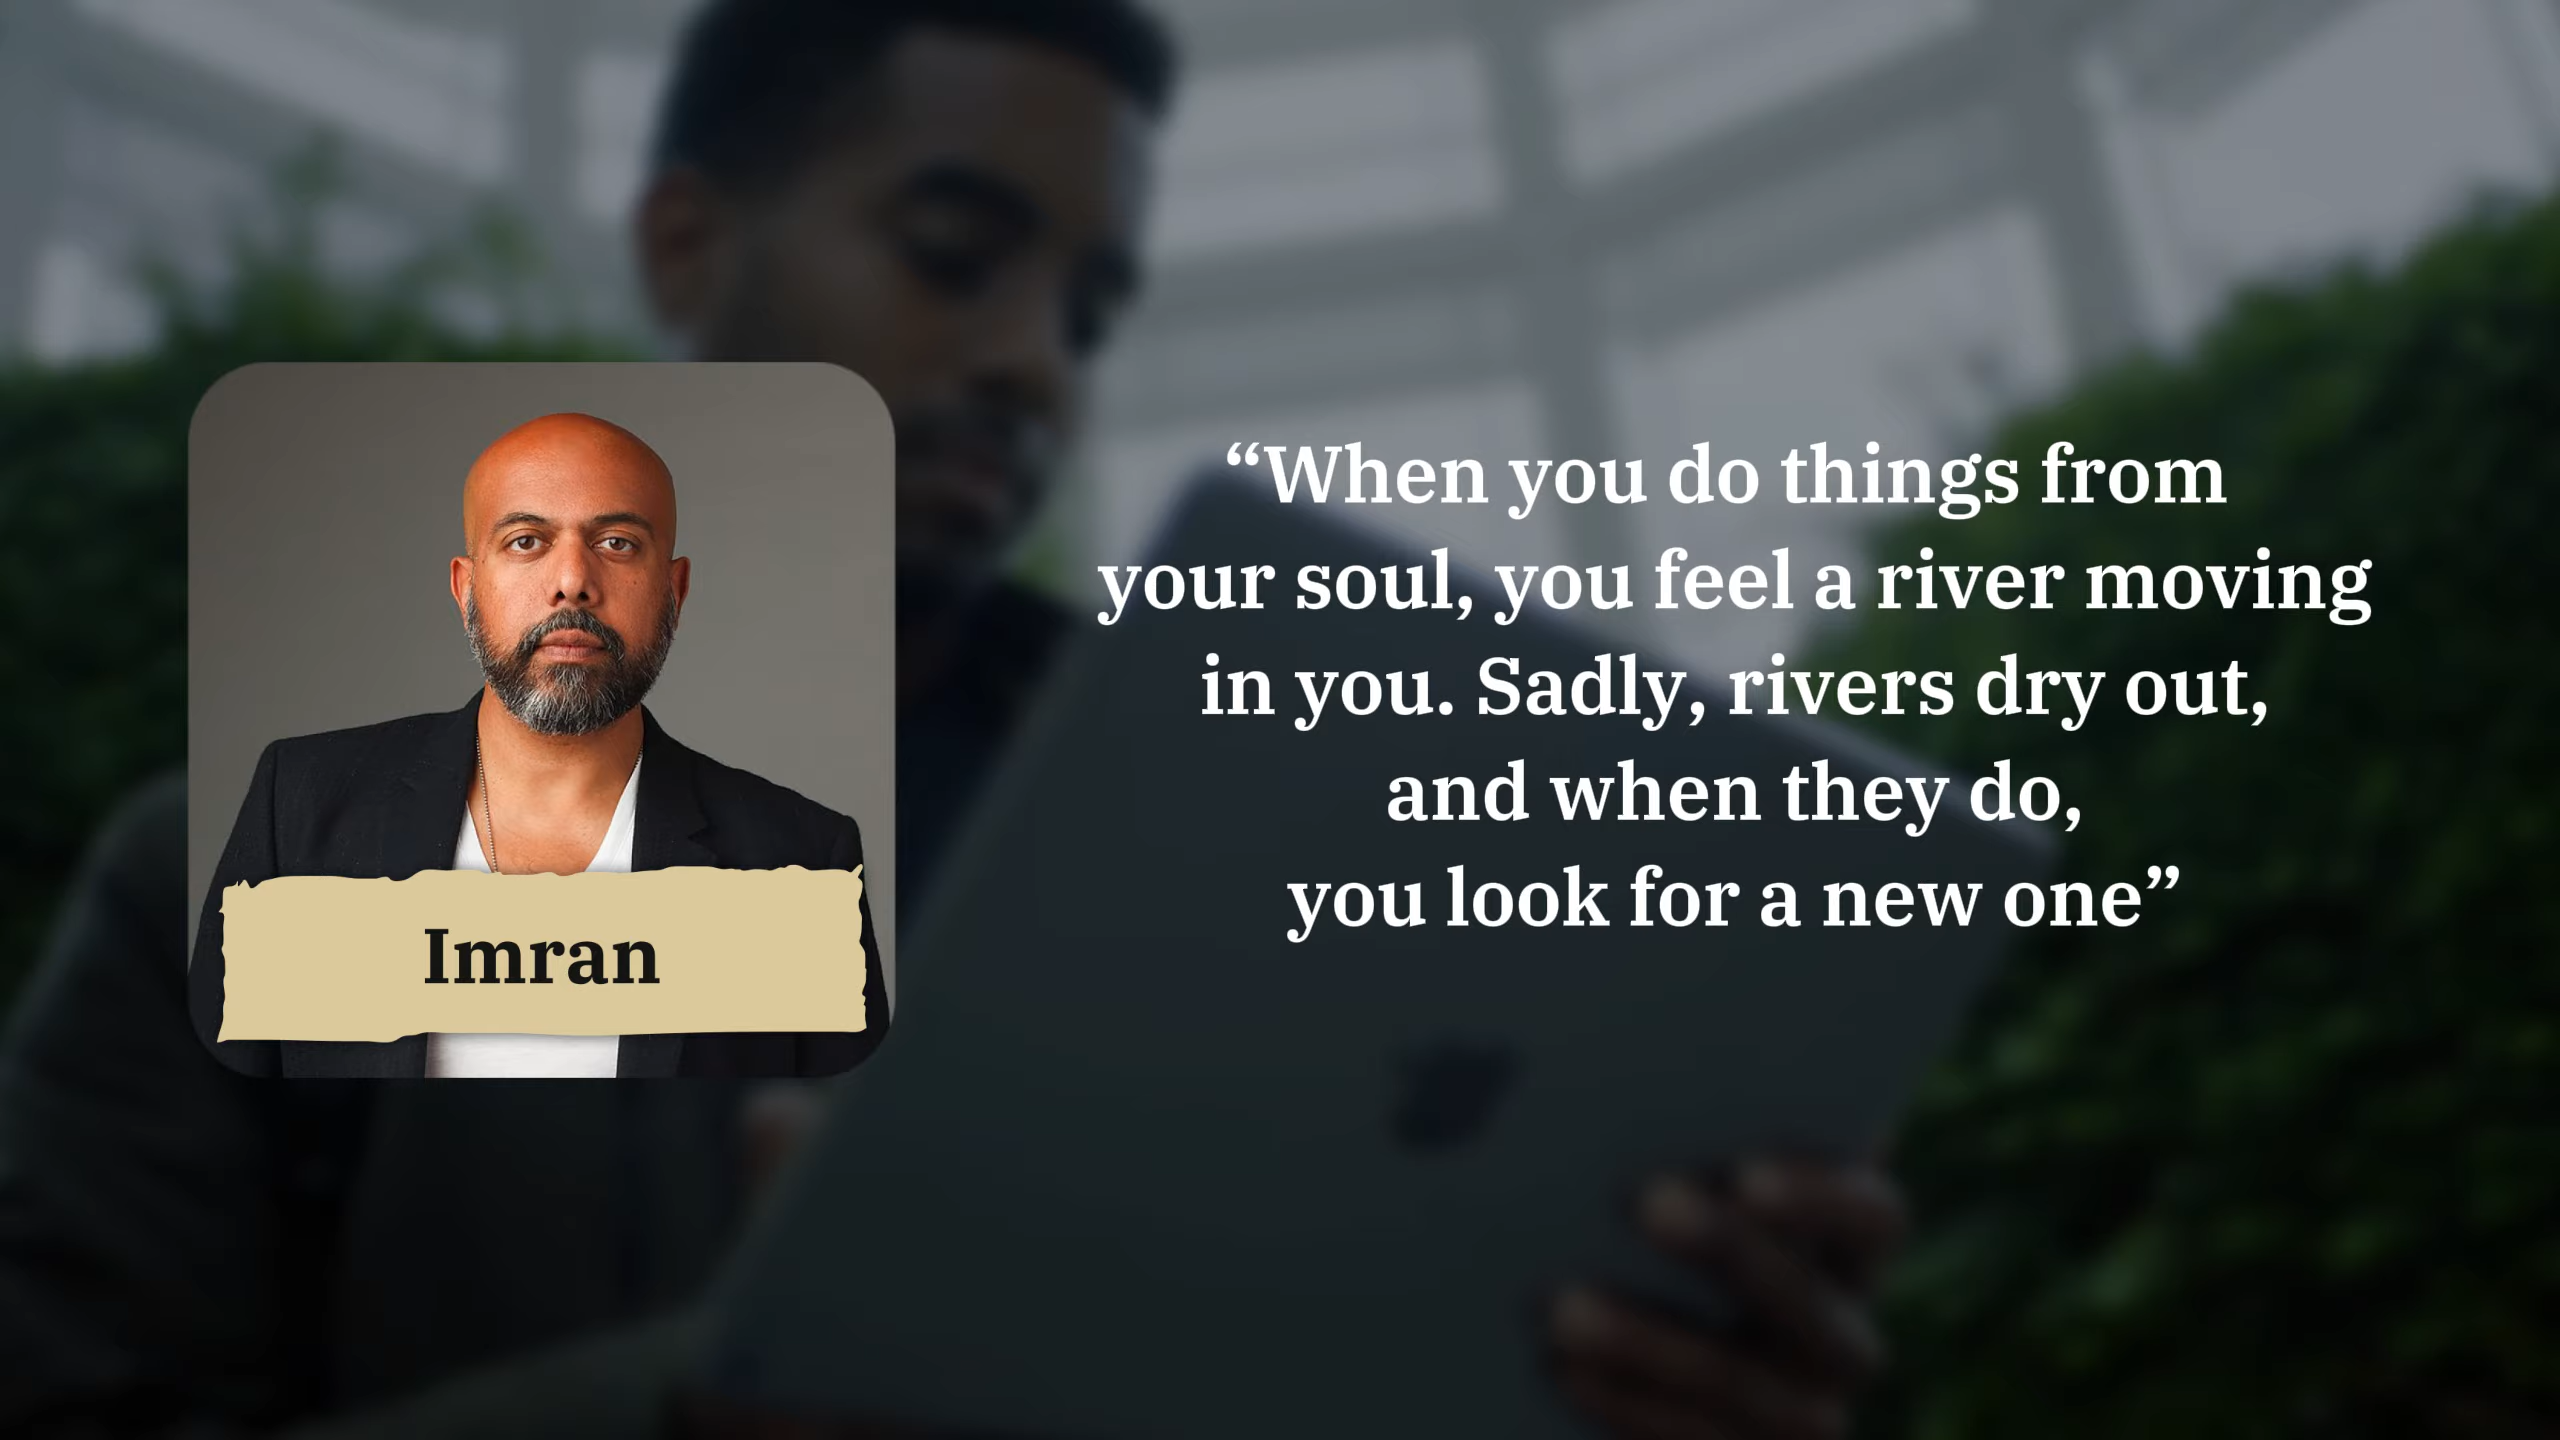 Imran
“When you do things from
your soul, you feel a river moving
in you. Sadly, rivers dry out,
and when they do,
you look for a new one”